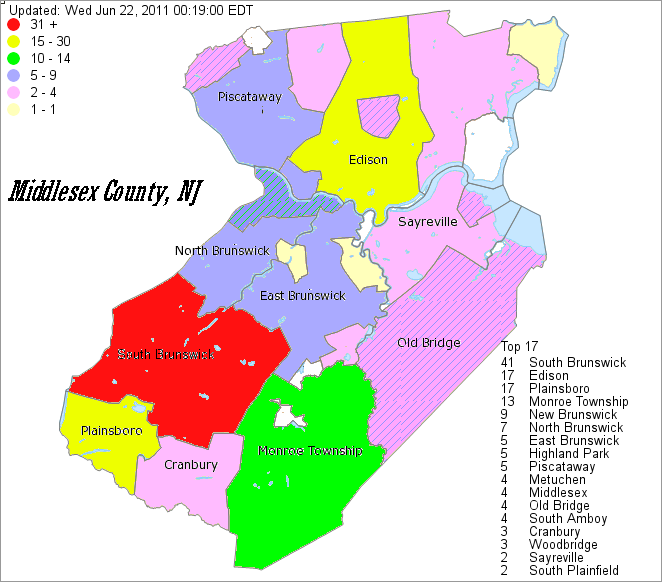 Updated: Wed Jun 22, 2011 00:19:00 EDT
31 +
15 - 30
10 - 14
5 - 9
2 - 4
1 - 1
Middlesex County, NJ
Piscataway
Edison
Sayreville
North Brunswick
East Brunswick
South Brunswick
Old Bridge
Plainsboro
Cranbury
Monroe Township
Top 17
41 South Brunswick
17 Edison
17 Plainsboro
13 Monroe Township
9 New Brunswick
7 North Brunswick
5 East Brunswick
5 Highland Park
5 Piscataway
4 Metuchen
4 Middlesex
4 Old Bridge
4 South Amboy
3 Cranbury
3 Woodbridge
2 Sayreville
2 South Plainfield